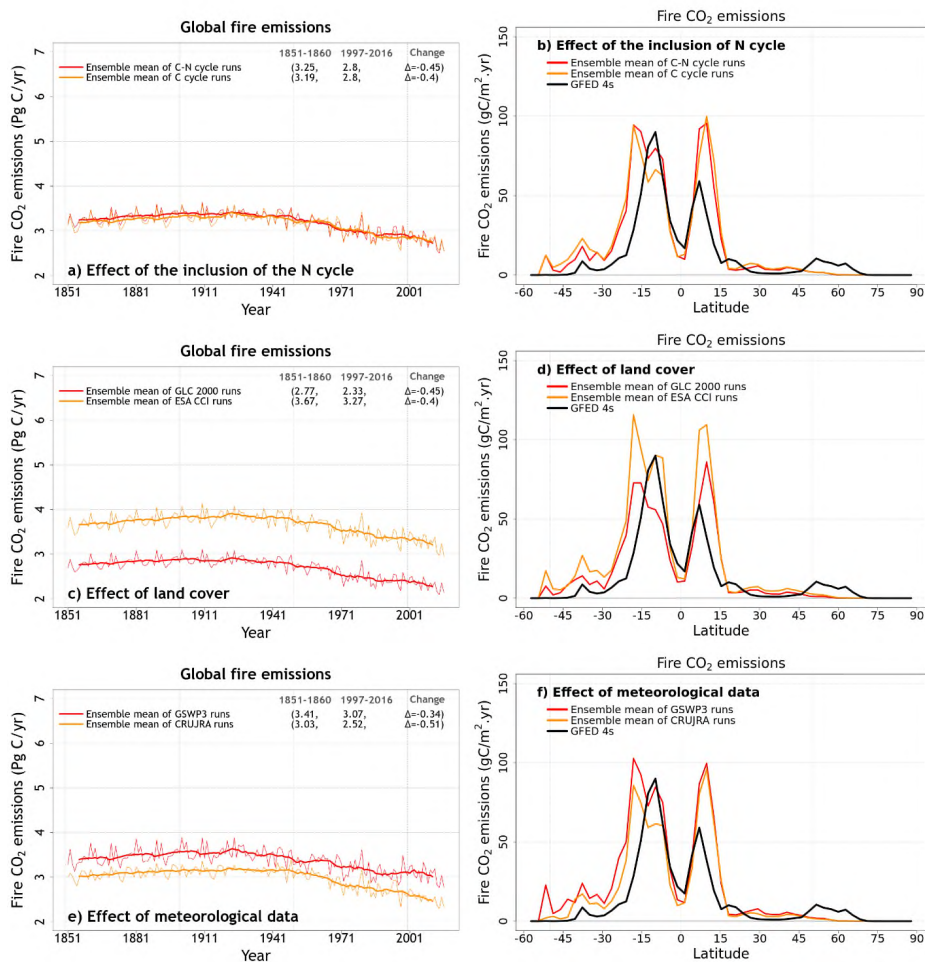 Global fire emissions
1851-1860 1997-2016 Change
Ensemble mean of C-N cycle runs (3.25, 2.8, Δ=-0.45)
Ensemble mean of C cycle runs (3.19, 2.8, Δ=-0.4)
Fire CO2 emissions (Pg C/yr)
7
6
5
4
3
2
a) Effect of the inclusion of the N cycle
1851 1881 1911 1941 1971 2001
Year
Fire CO2 emissions
b) Effect of the inclusion of N cycle
Ensemble mean of C-N cycle runs
Ensemble mean of C cycle runs
GFED 4s
Fire CO2 emissions (gC/m2.yr)
150
100
50
0
-60 -45 -30 -15 0 15 30 45 60 75 90
Latitude
Global fire emissions
1851-1860 1997-2016 Change
Ensemble mean of GLC 2000 runs (2.77, 2.33, Δ=-0.45)
Ensemble mean of ESA CCI runs (3.67, 3.27, Δ=-0.4)
Fire CO2 emissions (Pg C/yr)
7
6
5
4
3
2
c) Effect of land cover
1851 1881 1911 1941 1971 2001
Year
Fire CO2 emissions
d) Effect of land cover
Ensemble mean of GLC 2000 runs
Ensemble mean of ESA CCI runs
GFED 4s
Fire CO2 emissions (gC/m2.yr)
150
100
50
0
-60 -45 -30 -15 0 15 30 45 60 75 90
Latitude
Global fire emissions
1851-1860 1997-2016 Change
Ensemble mean of GSWP3 runs (3.41, 3.07, Δ=-0.34)
Ensemble mean of CRUJRA runs (3.03, 2.52, Δ=-0.51)
Fire CO2 emissions (Pg C/yr)
7
6
5
4
3
2
e) Effect of meteorological data
1851 1881 1911 1941 1971 2001
Year
Fire CO2 emissions
f) Effect of meteorological data
Ensemble mean of GSWP3 runs
Ensemble mean of CRUJRA runs
GFED 4s
Fire CO2 emissions (gC/m2.yr)
150
100
50
0
-60 -45 -30 -15 0 15 30 45 60 75 90
Latitude